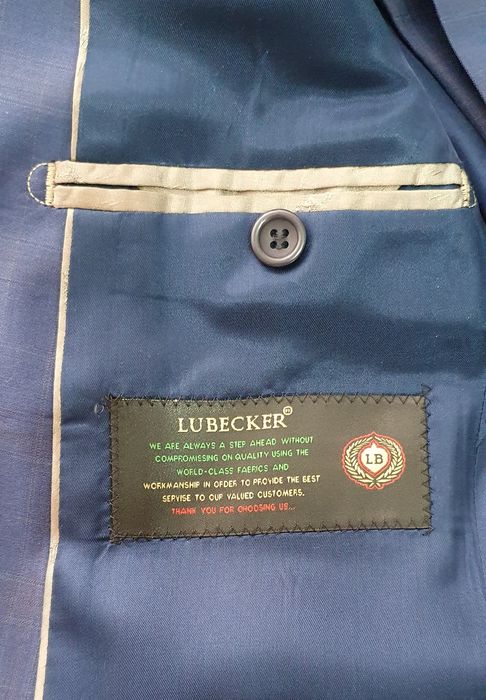 LUBECKER
WE ARE ALWAYS A STEP AHEAD WITHOUT
COMPROMISSING ON QUALITY USING THE
WORLD-CLASS FABRICS AND
WORKMANSHIP IN ORDER TO PROVIDE THE BEST
SERVISE TO OUR VALUED CUSTOMERS.
THANK YOU FOR CHOOSING US...
LB